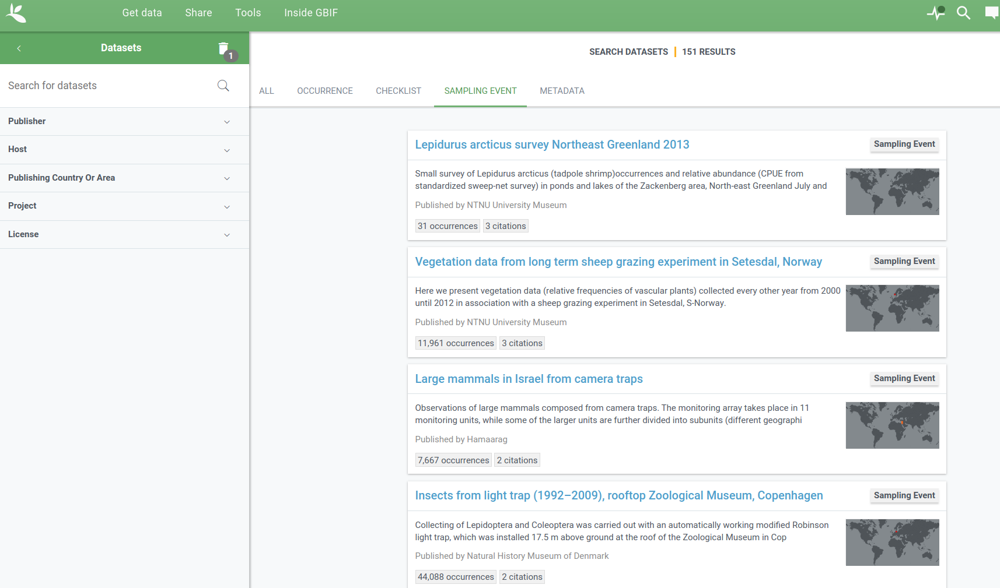 Get data Share Tools Inside GBIF
Datasets
1
Search for datasets
Publisher
Host
Publishing Country Or Area
Project
License
SEARCH DATASETS 151 RESULTS
ALL OCCURRENCE CHECKLIST SAMPLING EVENT METADATA
Lepidurus arcticus survey Northeast Greenland 2013
Sampling Event
Small survey of Lepidurus arcticus (tadpole shrimp)occurrences and relative abundance (CPUE from
standardized sweep-net survey) in ponds and lakes of the Zackenberg area, North-east Greenland July and
Published by NTNU University Museum
31 occurrences 3 citations
Vegetation data from long term sheep grazing experiment in Setesdal, Norway
Sampling Event
Here we present vegetation data (relative frequencies of vascular plants) collected every other year from 2000
until 2012 in association with a sheep grazing experiment in Setesdal, S-Norway.
Published by NTNU University Museum
11,961 occurrences 3 citations
Large mammals in Israel from camera traps
Sampling Event
Observations of large mammals composed from camera traps. The monitoring array takes place in 11
monitoring units, while some of the larger units are further divided into subunits (different geographi
Published by Hamaarag
7,667 occurrences 2 citations
Insects from light trap (1992–2009), rooftop Zoological Museum, Copenhagen
Sampling Event
Collecting of Lepidoptera and Coleoptera was carried out with an automatically working modified Robinson
light trap, which was installed 17.5 m above ground at the roof of the Zoological Museum in Cop
Published by Natural History Museum of Denmark
44,088 occurrences 2 citations